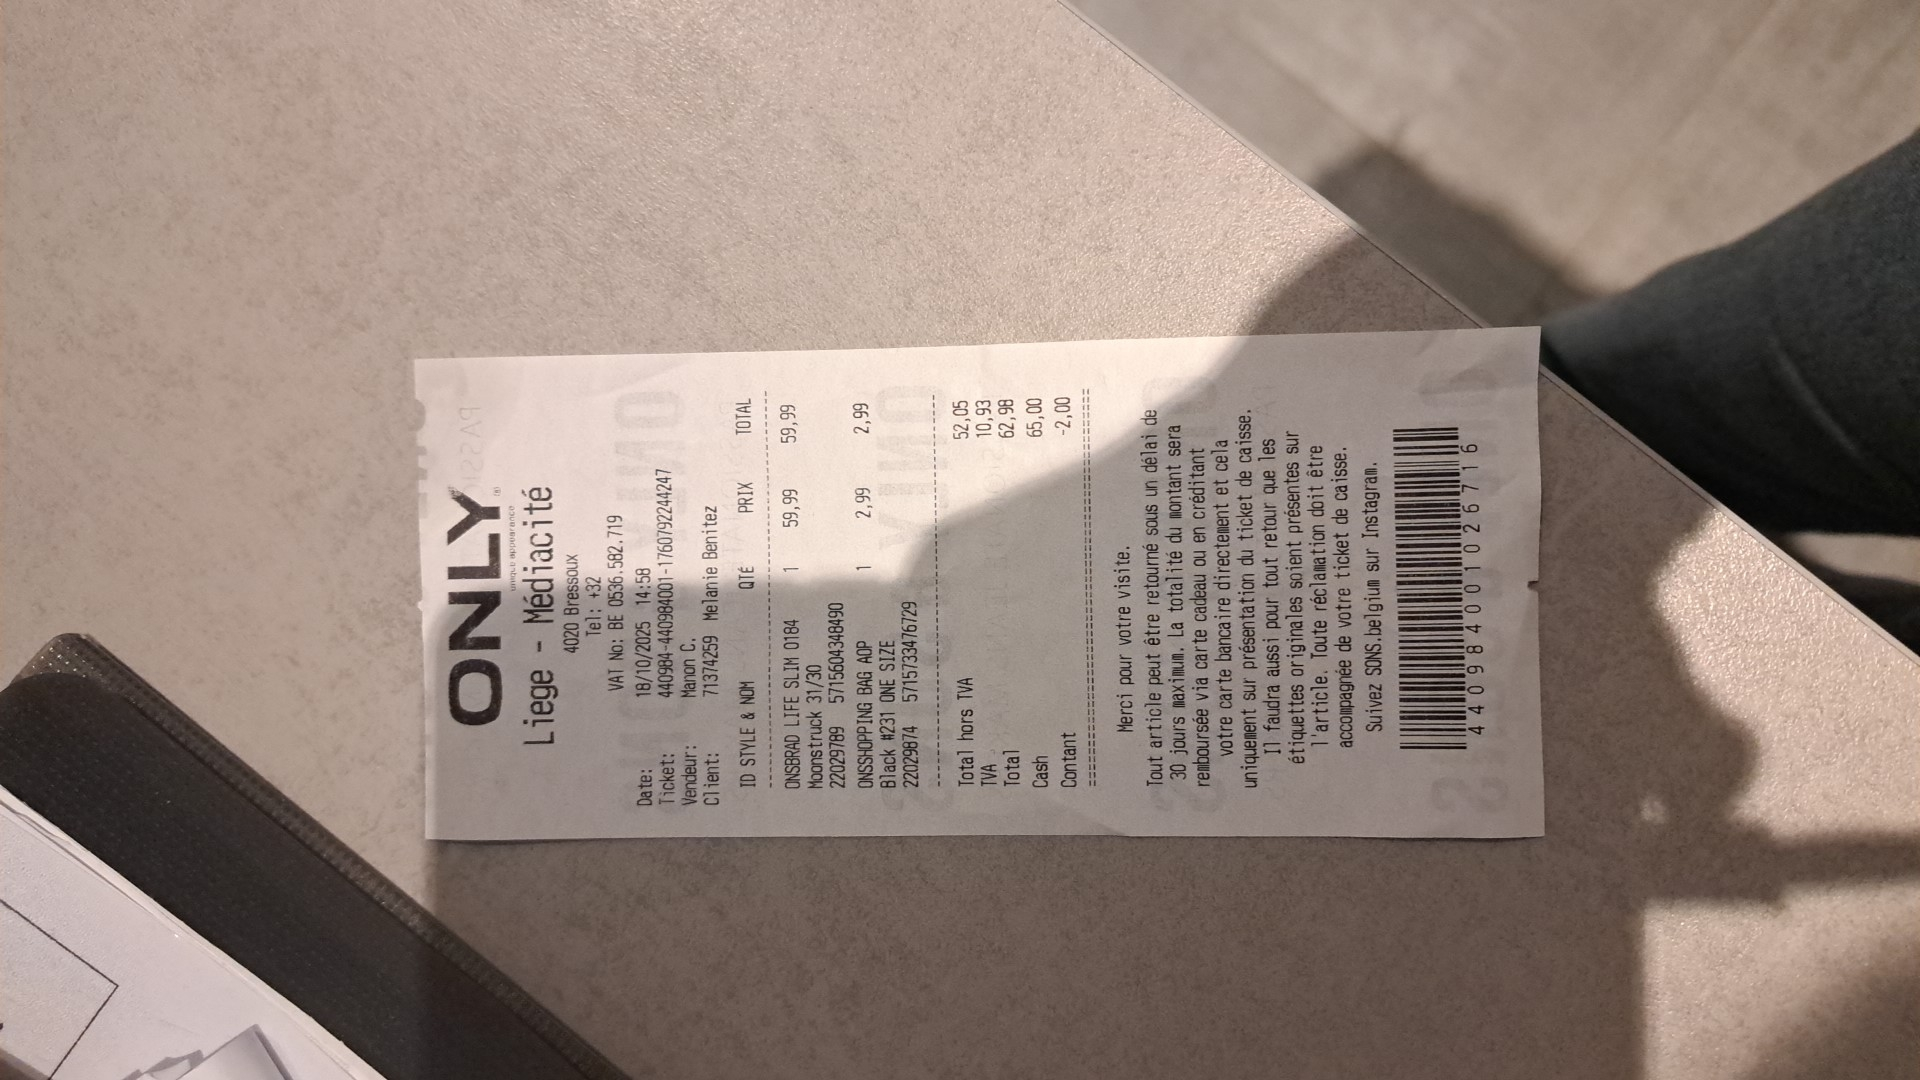 ONLY
unique appearance
Liege - Médiacité
4020 Bressoux
Tel: +32
VAT No: BE 0536.582.719
Date: 18/10/2025 14:58
Ticket: 440984-440984001-1760792244247
Vendeur: Manon C.
Client: 71374259 Melanie Benitez
ID STYLE & NOM QTÉ PRIX TOTAL
ONSBRAD LIFE SLIM 0184 1 59,99 59,99
Moonstruck 31/30
22029789 5715604348490
ONSSHOPPING BAG AOP 1 2,99 2,99
Black #231 ONE SIZE
22029874 5715733476729
Total hors TVA 52,05
TVA 10,93
Total 62,98
Cash 65,00
Contant -2,00
Merci pour votre visite.
Tout article peut être retourné sous un délai de
30 jours maximum. La totalité du montant sera
remboursée via carte cadeau ou en créditant
votre carte bancaire directement et cela
uniquement sur présentation du ticket de caisse.
Il faudra aussi pour tout retour que les
étiquettes originales soient présentes sur
l'article. Toute réclamation doit être
accompagnée de votre ticket de caisse.
Suivez SONS.belgium sur Instagram.
440984001026716